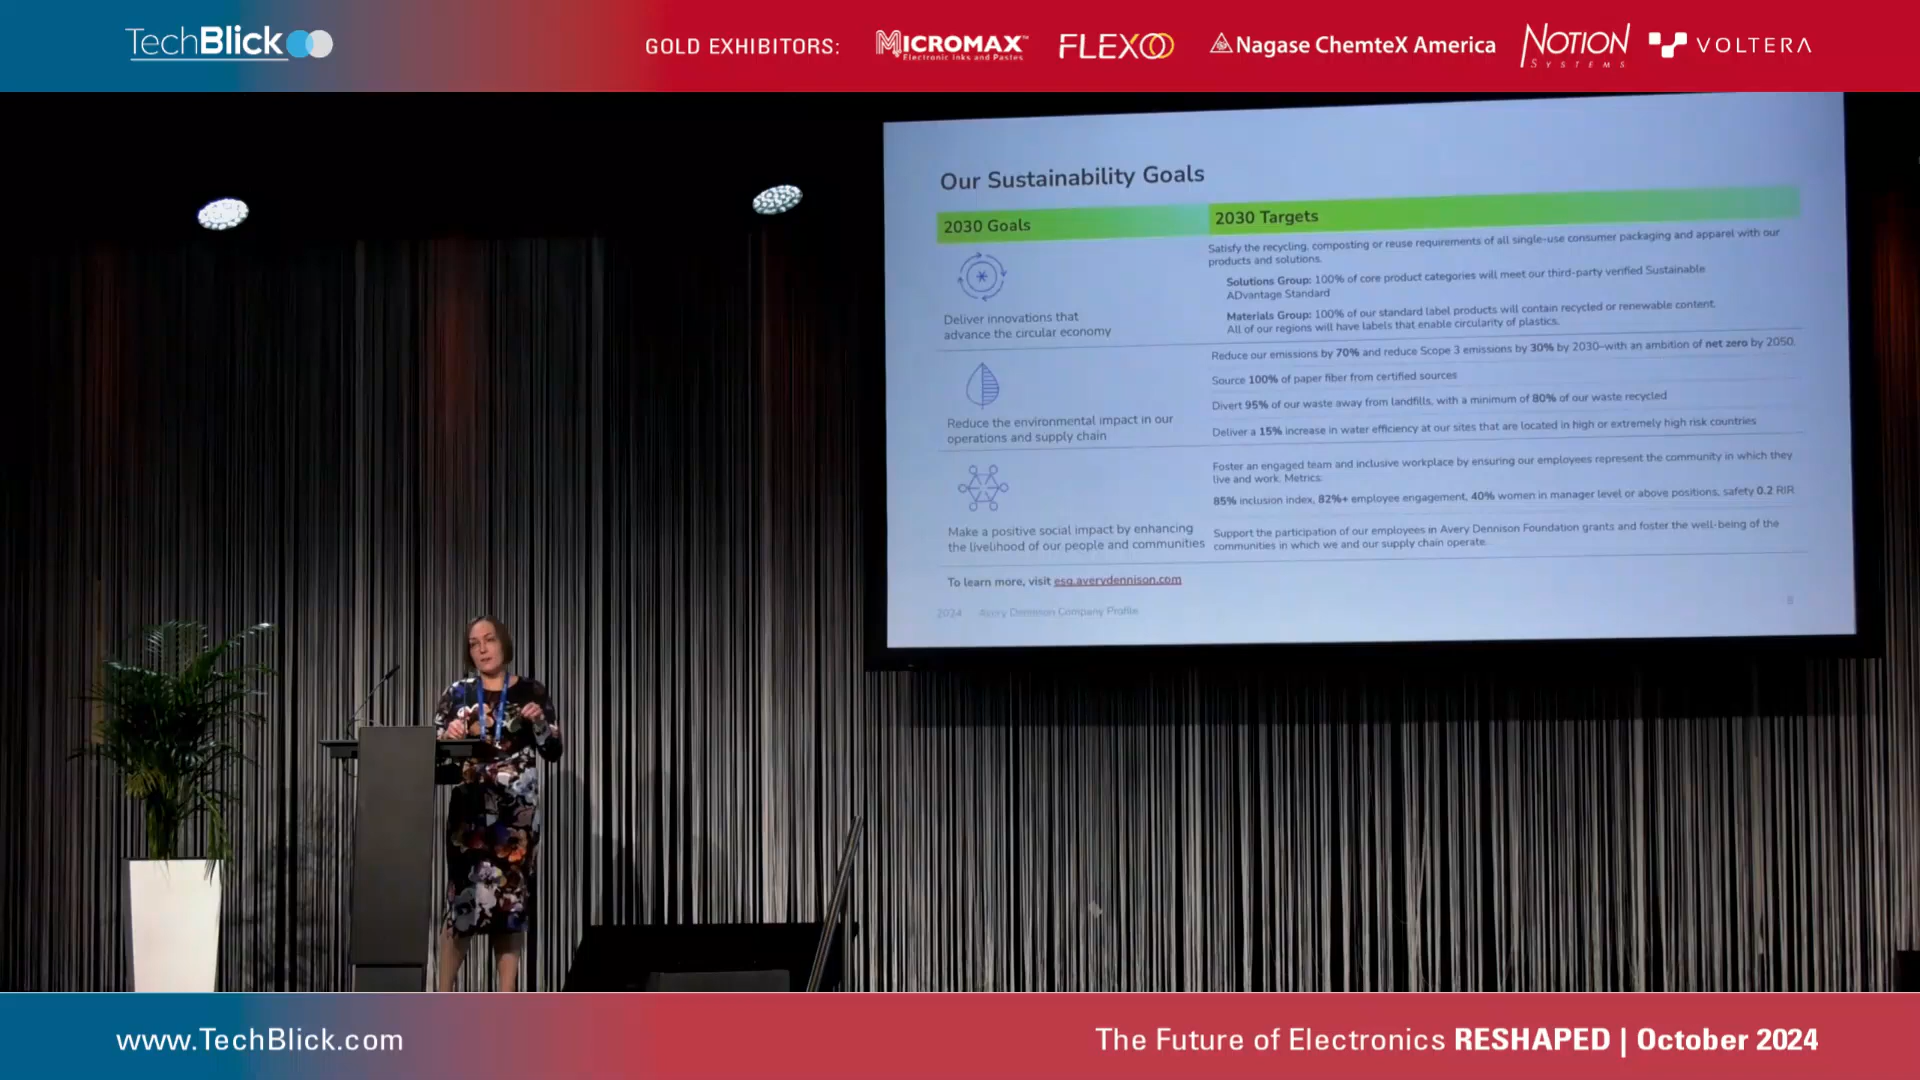 TechBlick
GOLD EXHIBITORS:
MICROMAX™
Electronic Inks and Pastes
FLEXOO
Nagase ChemteX America
NOTION
SYSTEMS
VOLTERA
Our Sustainability Goals
2030 Goals
2030 Targets
Deliver innovations that
advance the circular economy
Satisfy the recycling, composting or reuse requirements of all single-use consumer packaging and apparel with our
products and solutions.
Solutions Group: 100% of core product categories will meet our third-party verified Sustainable
ADvantage Standard
Materials Group: 100% of our standard label products will contain recycled or renewable content.
All of our regions will have labels that enable circularity of plastics.
Reduce the environmental impact in our
operations and supply chain
Reduce our emissions by 70% and reduce Scope 3 emissions by 30% by 2030–with an ambition of net zero by 2050.
Source 100% of paper fiber from certified sources
Divert 95% of our waste away from landfills, with a minimum of 80% of our waste recycled
Deliver a 15% increase in water efficiency at our sites that are located in high or extremely high risk countries
Make a positive social impact by enhancing
the livelihood of our people and communities
Foster an engaged team and inclusive workplace by ensuring our employees represent the community in which they
live and work. Metrics:
85% inclusion index, 82%+ employee engagement, 40% women in manager level or above positions, safety 0.2 RIR
Support the participation of our employees in Avery Dennison Foundation grants and foster the well-being of the
communities in which we and our supply chain operate.
To learn more, visit esg.averydennison.com
2024 Avery Dennison Company Profile
8
www.TechBlick.com
The Future of Electronics RESHAPED | October 2024